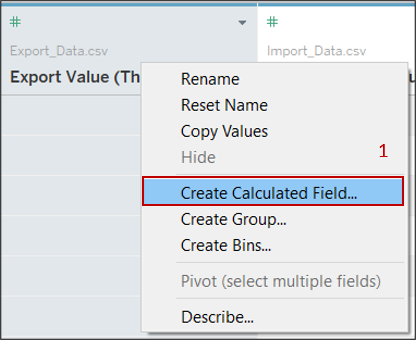 #
#
Export_Data.csv
Import_Data.csv
Export Value (Th
Rename
Reset Name
Copy Values
Hide
1
Create Calculated Field...
Create Group...
Create Bins...
Pivot (select multiple fields)
Describe...